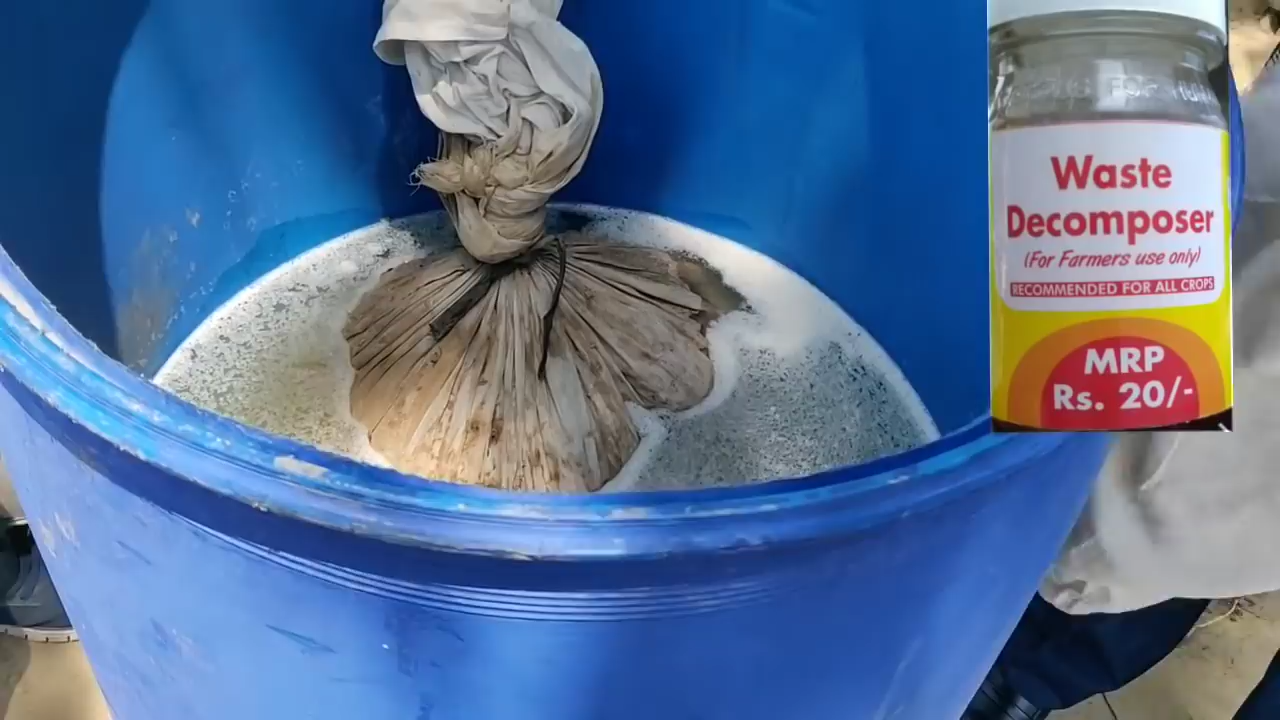 Waste
Decomposer
(For Farmers use only)
RECOMMENDED FOR ALL CROPS
MRP
Rs. 20/-